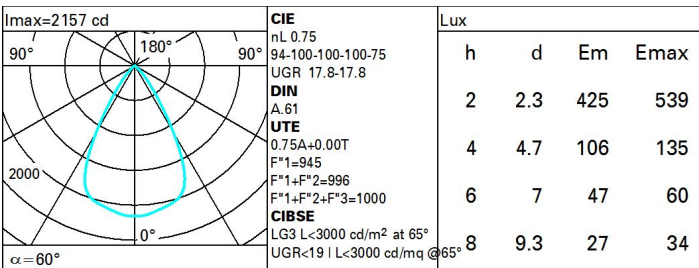 Imax=2157 cd
90° 180° 90°
2000
0°
α=60°
CIE
nL 0.75
94-100-100-100-75
UGR 17.8-17.8
DIN
A.61
UTE
0.75A+0.00T
F"1=945
F"1+F"2=996
F"1+F"2+F"3=1000
CIBSE
LG3 L<3000 cd/m² at 65°
UGR<19 | L<3000 cd/mq @65°
Lux
h d Em Emax
2 2.3 425 539
4 4.7 106 135
6 7 47 60
8 9.3 27 34